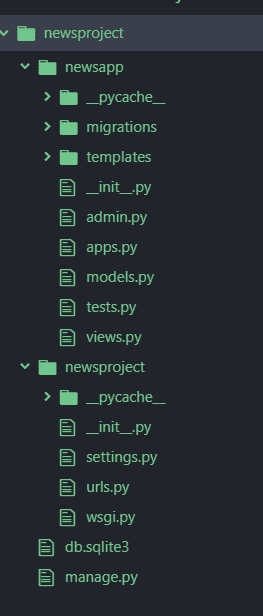 newsproject
newsapp
__pycache__
migrations
templates
__init__.py
admin.py
apps.py
models.py
tests.py
views.py
newsproject
__pycache__
__init__.py
settings.py
urls.py
wsgi.py
db.sqlite3
manage.py